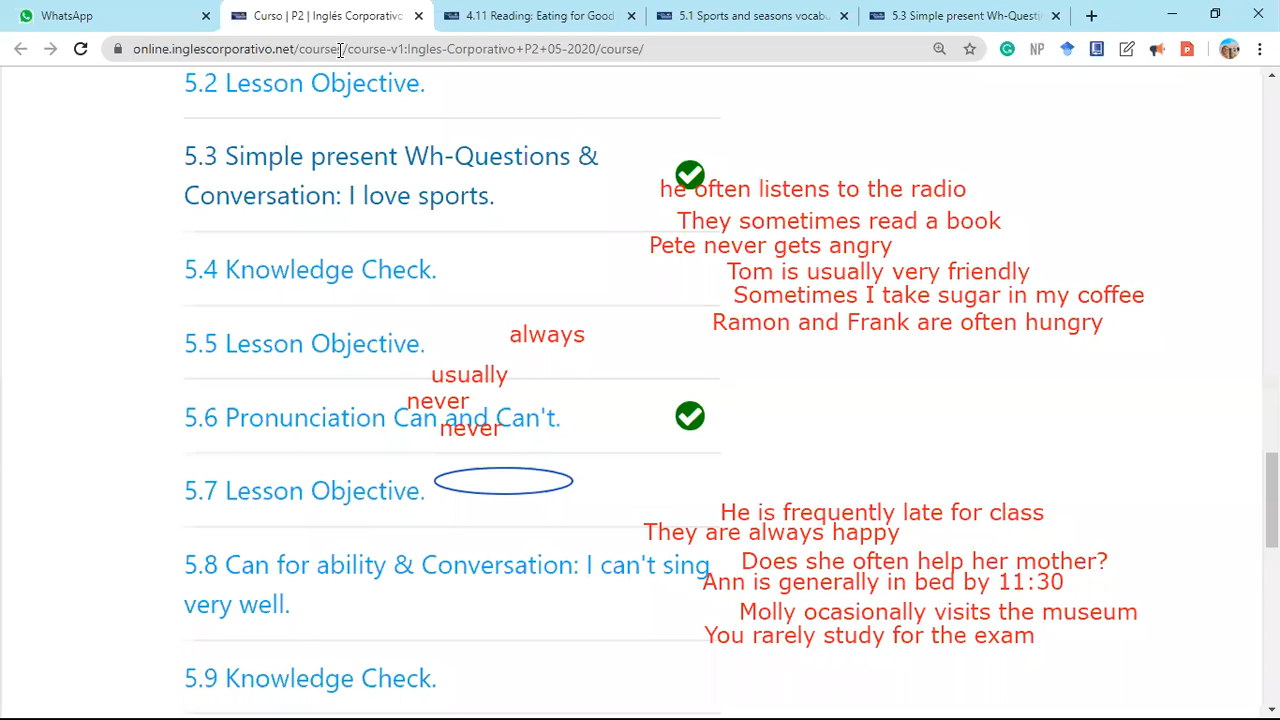 WhatsApp
Curso | P2 | Inglés Corporativo
4.11 Reading: Eating for Good
5.1 Sports and seasons vocabu
5.3 Simple present Wh-Questi
online.inglescorporativo.net/courses/course-v1:Ingles-Corporativo+P2+05-2020/course/
NP
5.2 Lesson Objective.
5.3 Simple present Wh-Questions &
Conversation: I love sports.
he often listens to the radio
They sometimes read a book
Pete never gets angry
5.4 Knowledge Check.
Tom is usually very friendly
Sometimes I take sugar in my coffee
Ramon and Frank are often hungry
always
5.5 Lesson Objective.
usually
never
5.6 Pronunciation Can and Can't.
never
5.7 Lesson Objective.
He is frequently late for class
They are always happy
5.8 Can for ability & Conversation: I can't sing
very well.
Does she often help her mother?
Ann is generally in bed by 11:30
Molly ocasionally visits the museum
You rarely study for the exam
5.9 Knowledge Check.